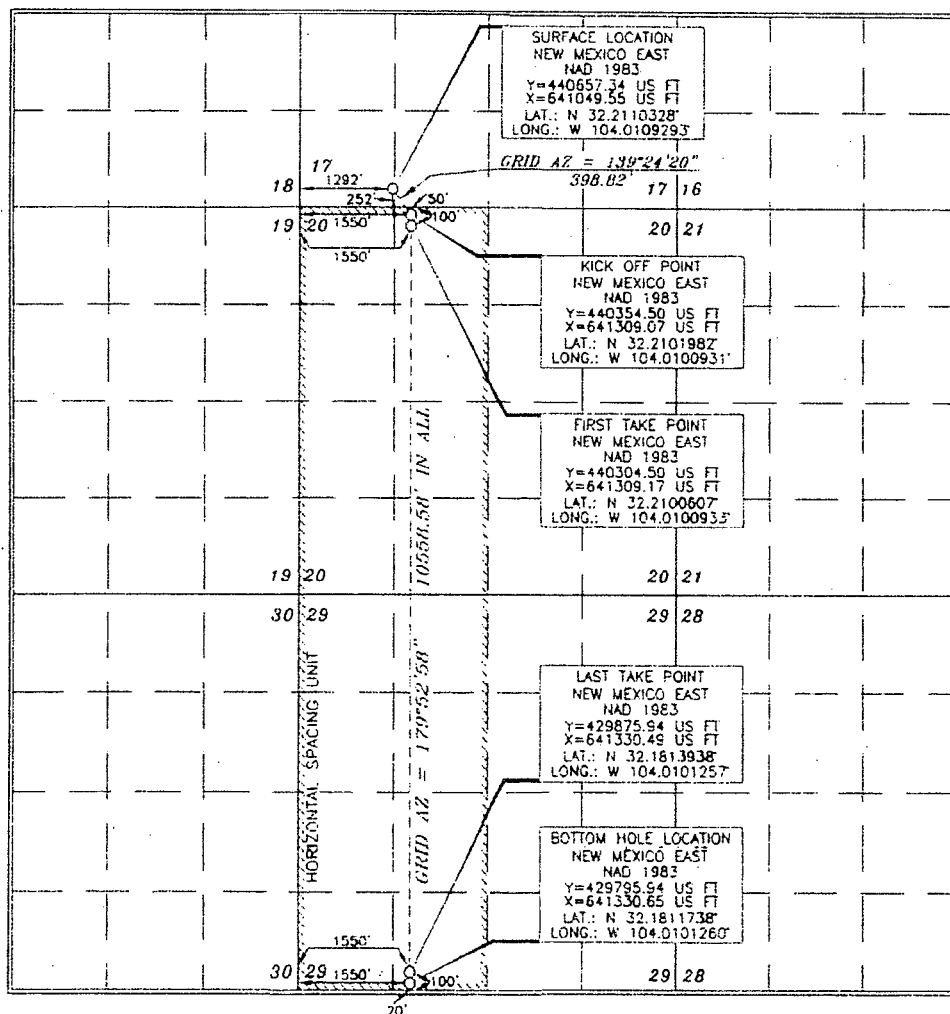 SURFACE LOCATION
NEW MEXICO EAST
NAD 1983
Y=440657.34 US FT
X=641049.55 US FT
LAT.: N 32.2110328°
LONG.: W 104.0109293°
GRID AZ = 139°24'20"
398.82'
17
18
1292'
17 16
252'
50'
1550'
100'
19 20
20 21
1550'
KICK OFF POINT
NEW MEXICO EAST
NAD 1983
Y=440354.50 US FT
X=641309.07 US FT
LAT.: N 32.2101982°
LONG.: W 104.0100931°
FIRST TAKE POINT
NEW MEXICO EAST
NAD 1983
Y=440304.50 US FT
X=641309.17 US FT
LAT.: N 32.2100607°
LONG.: W 104.0100933°
10558.58' IN ALL
19 20
20 21
30 29
29 28
HORIZONTAL SPACING UNIT
GRID AZ = 179°52'58"
LAST TAKE POINT
NEW MEXICO EAST
NAD 1983
Y=429875.94 US FT
X=641330.49 US FT
LAT.: N 32.1813938°
LONG.: W 104.0101257°
BOTTOM HOLE LOCATION
NEW MEXICO EAST
NAD 1983
Y=429795.94 US FT
X=641330.65 US FT
LAT.: N 32.1811738°
LONG.: W 104.0101260°
1550'
30 29
1550'
100'
29 28
20'